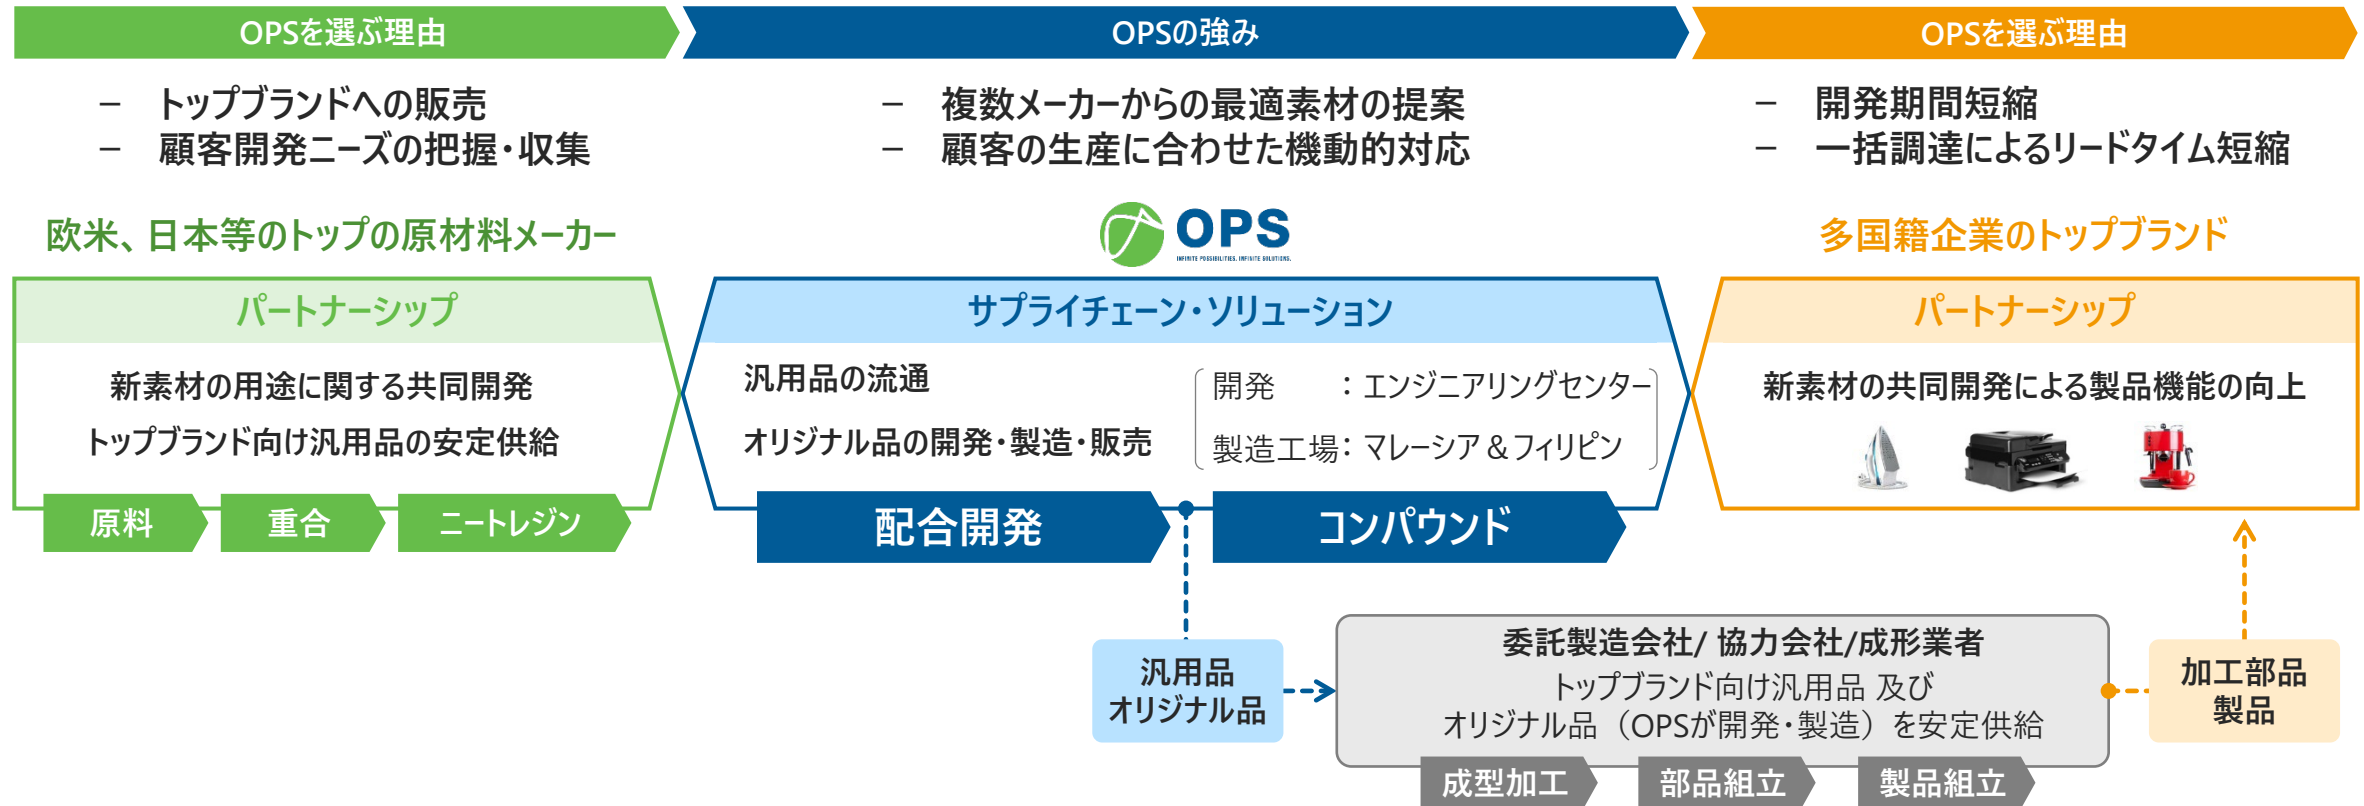 OPSを選ぶ理由
OPSの強み
OPSを選ぶ理由
－ トップブランドへの販売
－ 顧客開発ニーズの把握・収集
－ 複数メーカーからの最適素材の提案
－ 顧客の生産に合わせた機動的対応
－ 開発期間短縮
－ 一括調達によるリードタイム短縮
欧米、日本等のトップの原材料メーカー
OPS
INFINITE POSSIBILITIES. INFINITE SOLUTIONS.
多国籍企業のトップブランド
パートナーシップ
新素材の用途に関する共同開発
トップブランド向け汎用品の安定供給
原料
重合
ニートレジン
サプライチェーン・ソリューション
汎用品の流通
オリジナル品の開発・製造・販売
開発　　：エンジニアリングセンター
製造工場：マレーシア＆フィリピン
配合開発
コンパウンド
パートナーシップ
新素材の共同開発による製品機能の向上
汎用品
オリジナル品
委託製造会社/ 協力会社/成形業者
トップブランド向け汎用品 及び
オリジナル品（OPSが開発・製造）を安定供給
成型加工
部品組立
製品組立
加工部品
製品